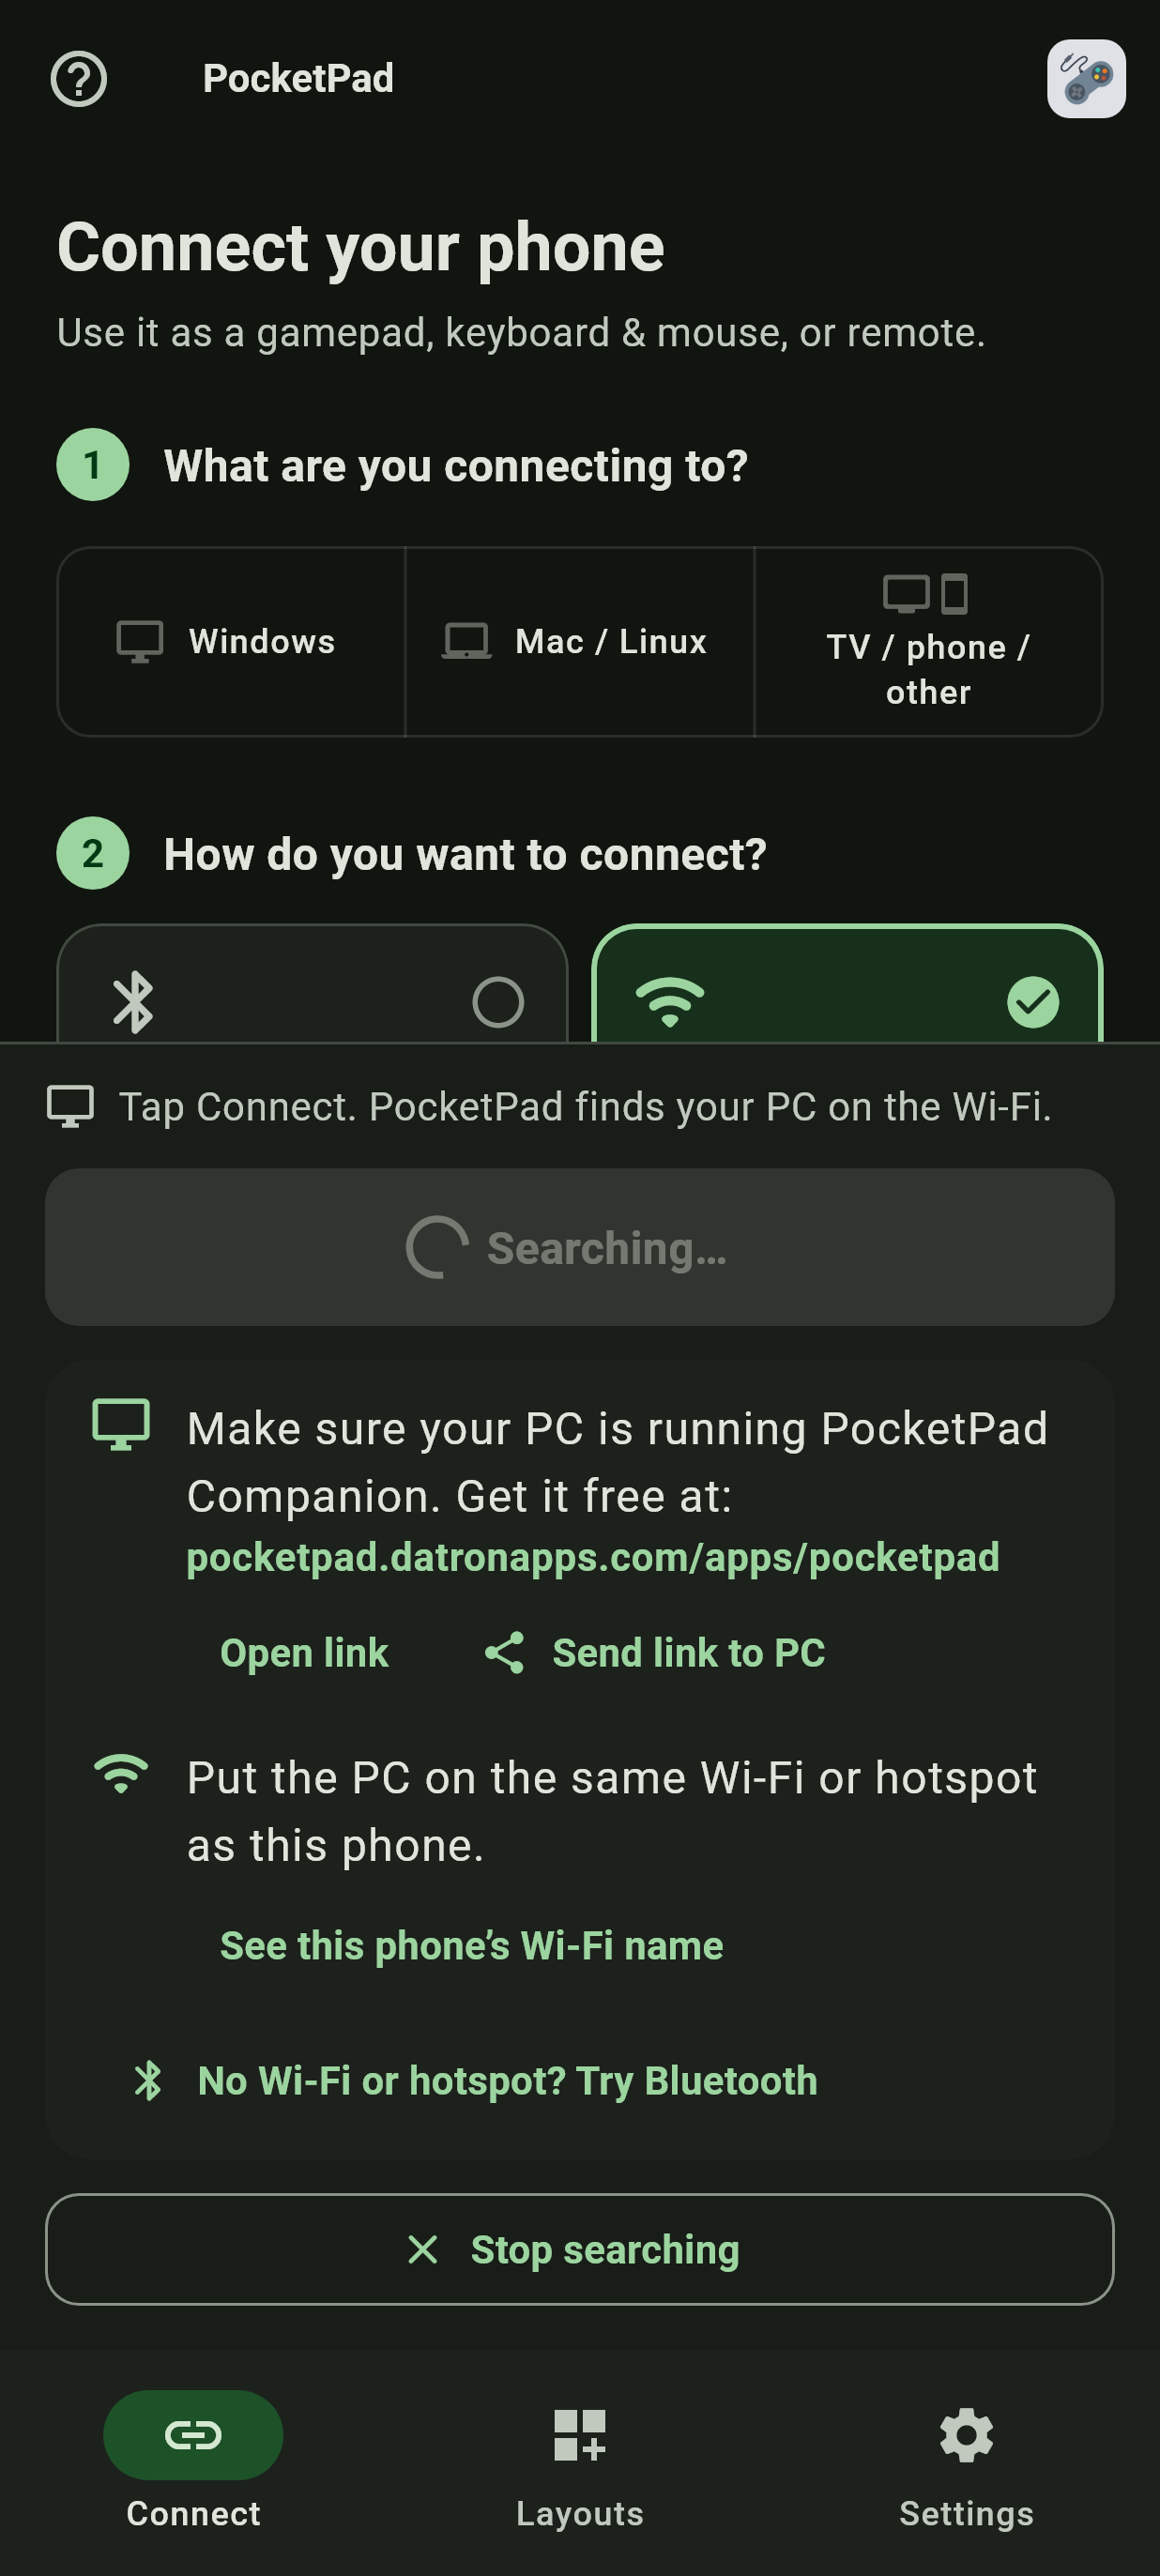 PocketPad
Connect your phone
Use it as a gamepad, keyboard & mouse, or remote.
1 What are you connecting to?
Windows
Mac / Linux
TV / phone /
other
2 How do you want to connect?
Tap Connect. PocketPad finds your PC on the Wi-Fi.
Searching…
Make sure your PC is running PocketPad
Companion. Get it free at:
pocketpad.datronapps.com/apps/pocketpad
Open link
Send link to PC
Put the PC on the same Wi-Fi or hotspot
as this phone.
See this phone’s Wi-Fi name
No Wi-Fi or hotspot? Try Bluetooth
Stop searching
Connect
Layouts
Settings